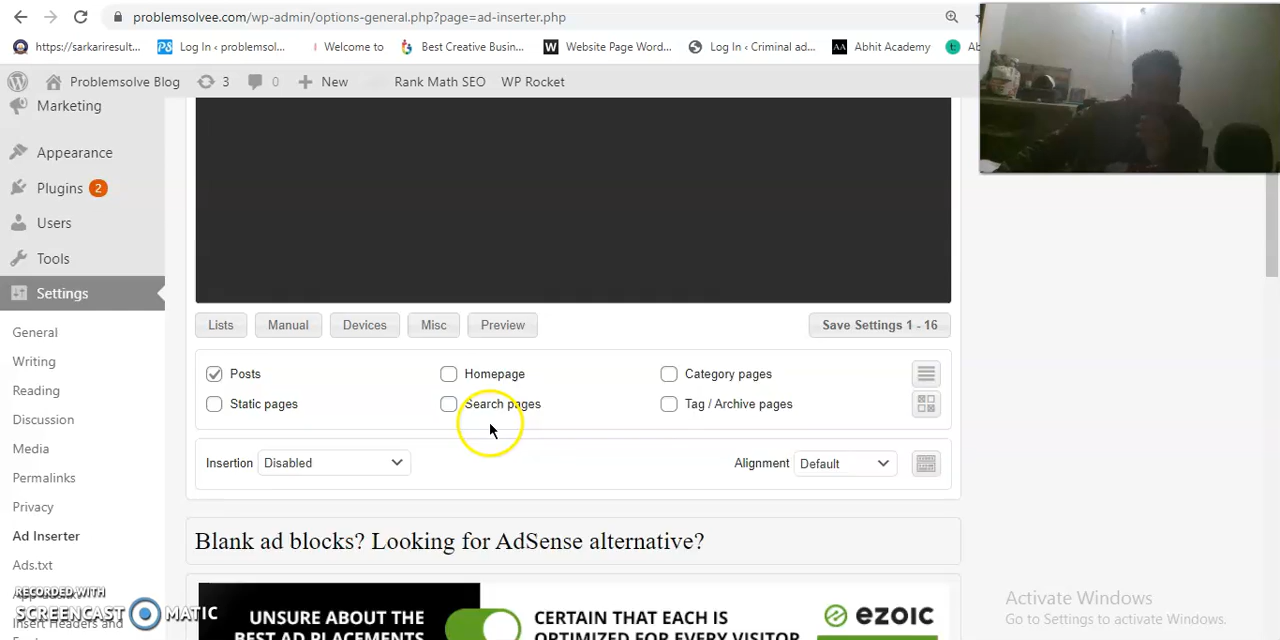 problemsolvee.com/wp-admin/options-general.php?page=ad-inserter.php
https://sarkariresult... Log In ‹ problemsol... Welcome to Best Creative Busin... W Website Page Word... Log In ‹ Criminal ad... AA Abhit Academy
Problemsolve Blog 3 0 New Rank Math SEO WP Rocket
Marketing
Appearance
Plugins 2
Users
Tools
Settings
General
Writing
Reading
Discussion
Media
Permalinks
Privacy
Ad Inserter
Ads.txt
Insert Headers and
Lists Manual Devices Misc Preview Save Settings 1 - 16
Posts Homepage Category pages
Static pages Search pages Tag / Archive pages
Insertion Disabled Alignment Default
Blank ad blocks? Looking for AdSense alternative?
UNSURE ABOUT THE
BEST AD PLACEMENTS
CERTAIN THAT EACH IS
OPTIMIZED FOR EVERY VISITOR
ezoic
Activate Windows
Go to Settings to activate Windows.
RECORDED WITH
SCREENCAST MATIC